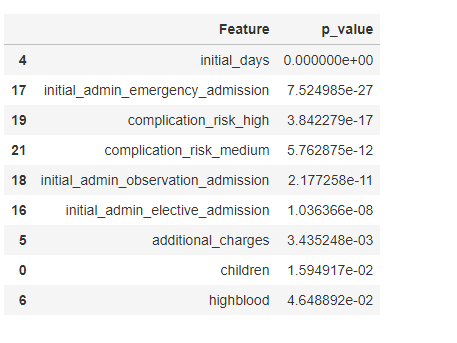 Feature p_value
4 initial_days 0.000000e+00
17 initial_admin_emergency_admission 7.524985e-27
19 complication_risk_high 3.842279e-17
21 complication_risk_medium 5.762875e-12
18 initial_admin_observation_admission 2.177258e-11
16 initial_admin_elective_admission 1.036366e-08
5 additional_charges 3.435248e-03
0 children 1.594917e-02
6 highblood 4.648892e-02